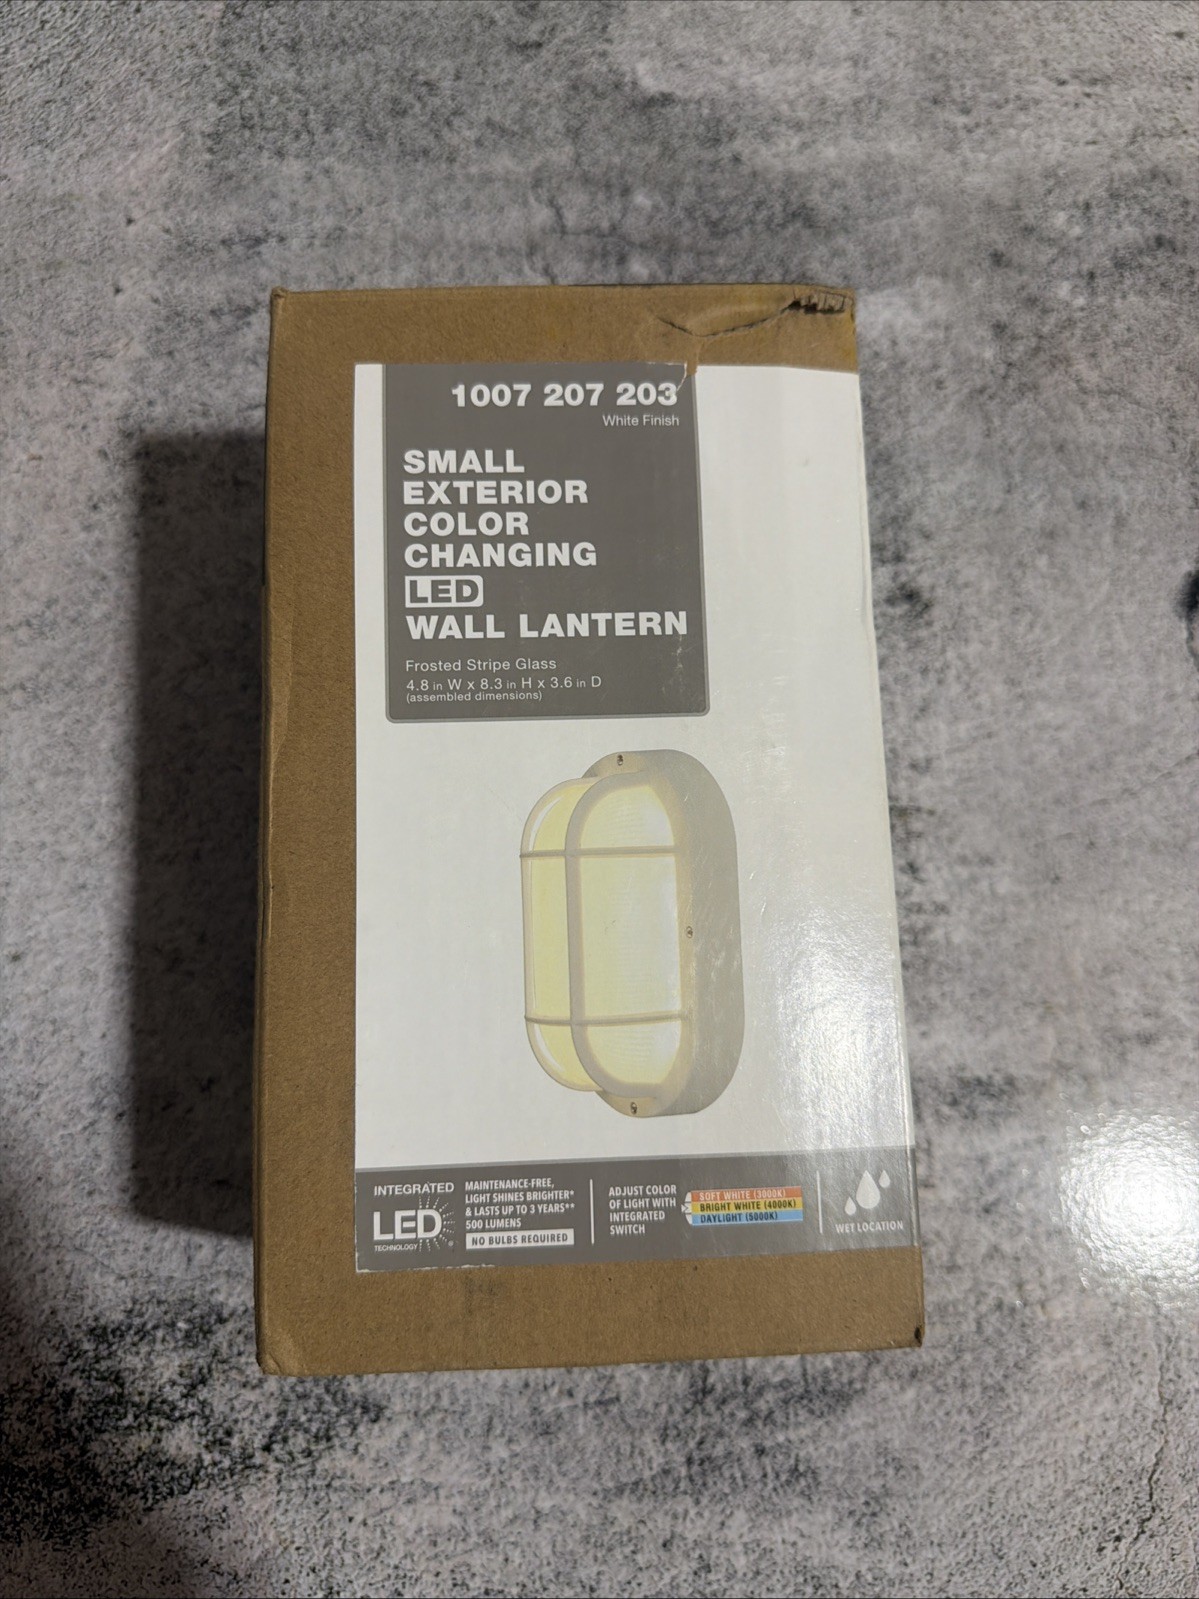 1007 207 203
White Finish
SMALL
EXTERIOR
COLOR
CHANGING
LED
WALL LANTERN
Frosted Stripe Glass
4.8 in W x 8.3 in H x 3.6 in D
(assembled dimensions)
INTEGRATED
LED
TECHNOLOGY
MAINTENANCE-FREE,
LIGHT SHINES BRIGHTER*
& LASTS UP TO 3 YEARS**
500 LUMENS
NO BULBS REQUIRED
ADJUST COLOR
OF LIGHT WITH
INTEGRATED
SWITCH
SOFT WHITE (3000K)
BRIGHT WHITE (4000K)
DAYLIGHT (5000K)
WET LOCATION